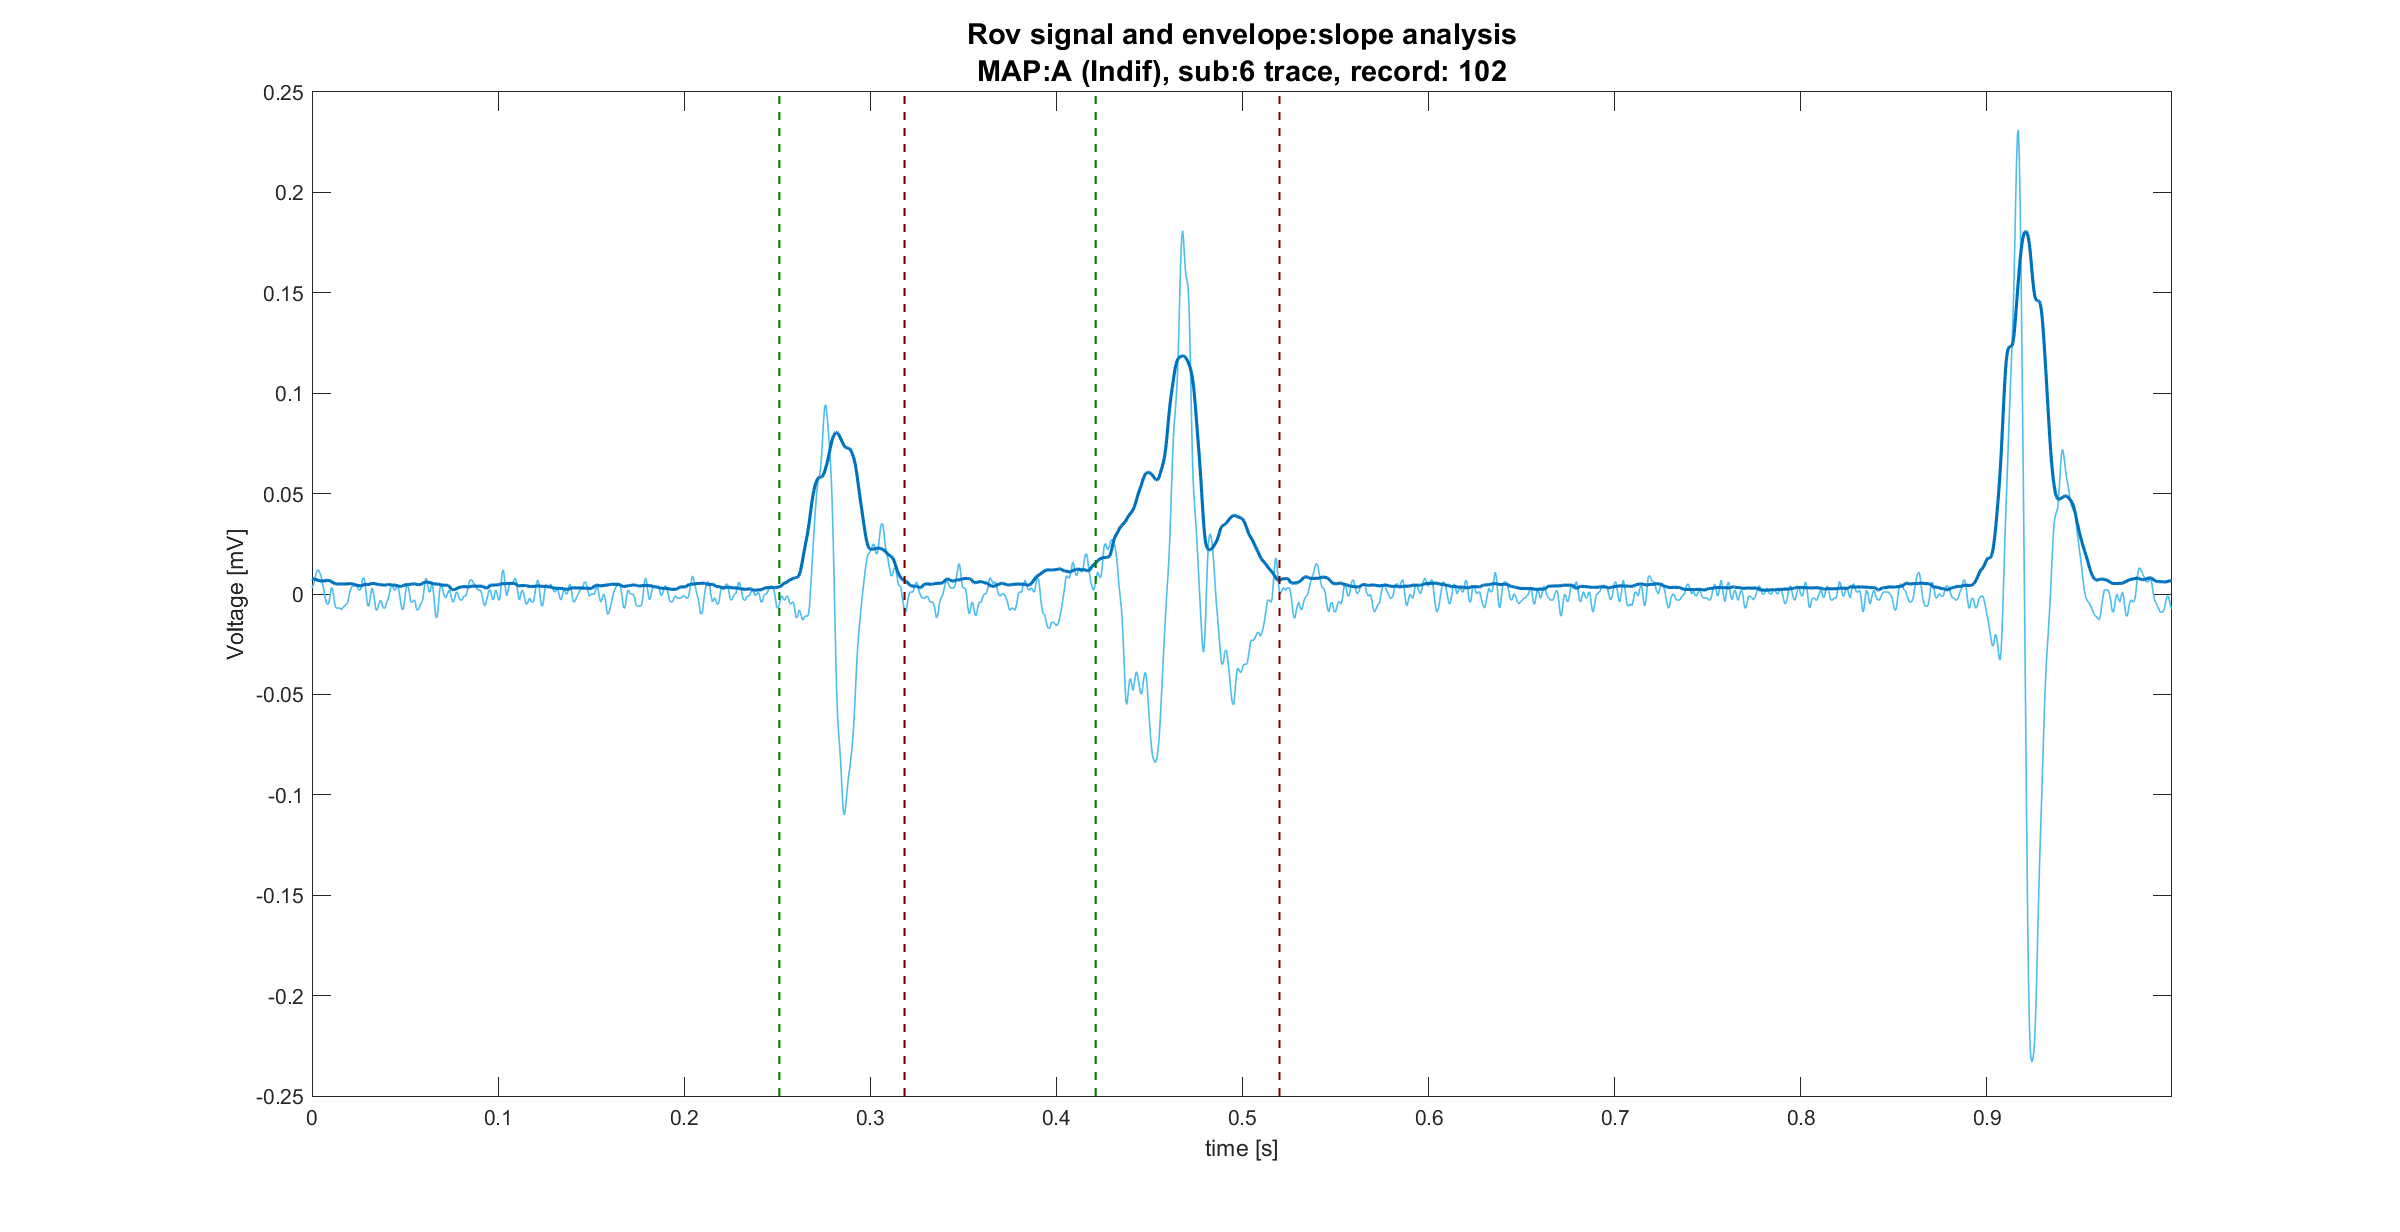 Rov signal and envelope:slope analysis
MAP:A (Indif), sub:6 trace, record: 102
0.25
0.2
0.15
0.1
0.05
0
-0.05
-0.1
-0.15
-0.2
-0.25
Voltage [mV]
0 0.1 0.2 0.3 0.4 0.5 0.6 0.7 0.8 0.9
time [s]